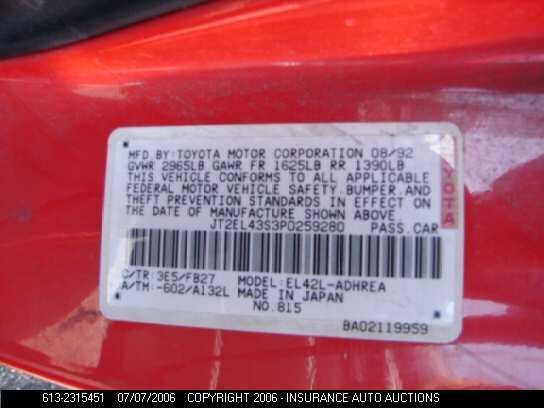 MFD BY: TOYOTA MOTOR CORPORATION 08/92
GVWR 2965LB GAWR FR 1625LB RR 1390LB
THIS VEHICLE CONFORMS TO ALL APPLICABLE
FEDERAL MOTOR VEHICLE SAFETY.BUMPER.AND
THEFT PREVENTION STANDARDS IN EFFECT
ON THE DATE OF MANUFACTURE SHOWN ABOVE
JT2EL43S3P0259280 PASS.CAR
TOYOTA
C/TR: 3E5/FB27 MODEL: EL42L-ADHREA
A/TM: -602/A132L MADE IN JAPAN
NO.815
BA02119959
613-2315451 07/07/2006 COPYRIGHT 2006 - INSURANCE AUTO AUCTIONS